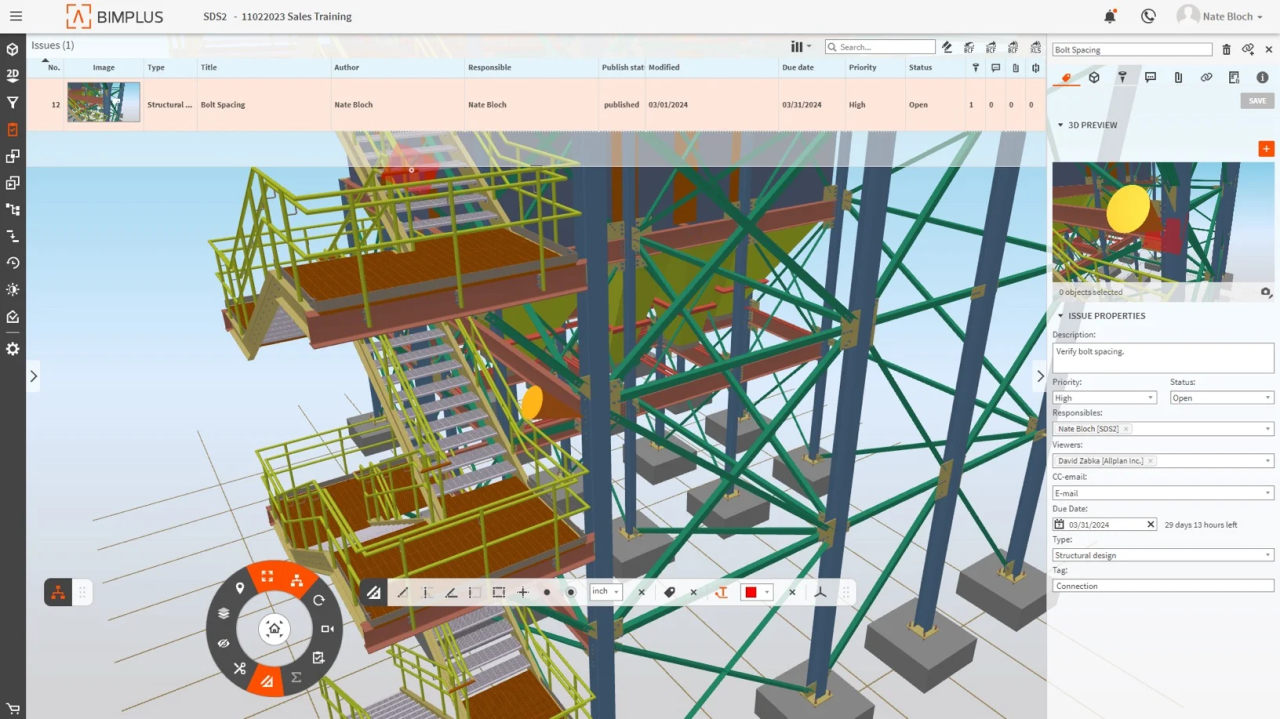 BIMPLUS
SDS2 - 11022023 Sales Training
Nate Bloch
2D
Issues (1)
Search...
No. Image Type Title Author Responsible Publish stat Modified Due date Priority Status
12 Structural ... Bolt Spacing Nate Bloch Nate Bloch published 03/01/2024 03/31/2024 High Open 1 0 0 0
inch
Bolt Spacing
SAVE
3D PREVIEW
0 objects selected
ISSUE PROPERTIES
Description:
Verify bolt spacing.
Priority: Status:
High Open
Responsibles:
Nate Bloch [SDS2] ×
Viewers:
David Zabka [Allplan Inc.] ×
CC-email:
E-mail
Due Date:
03/31/2024 29 days 13 hours left
Type:
Structural design
Tag:
Connection